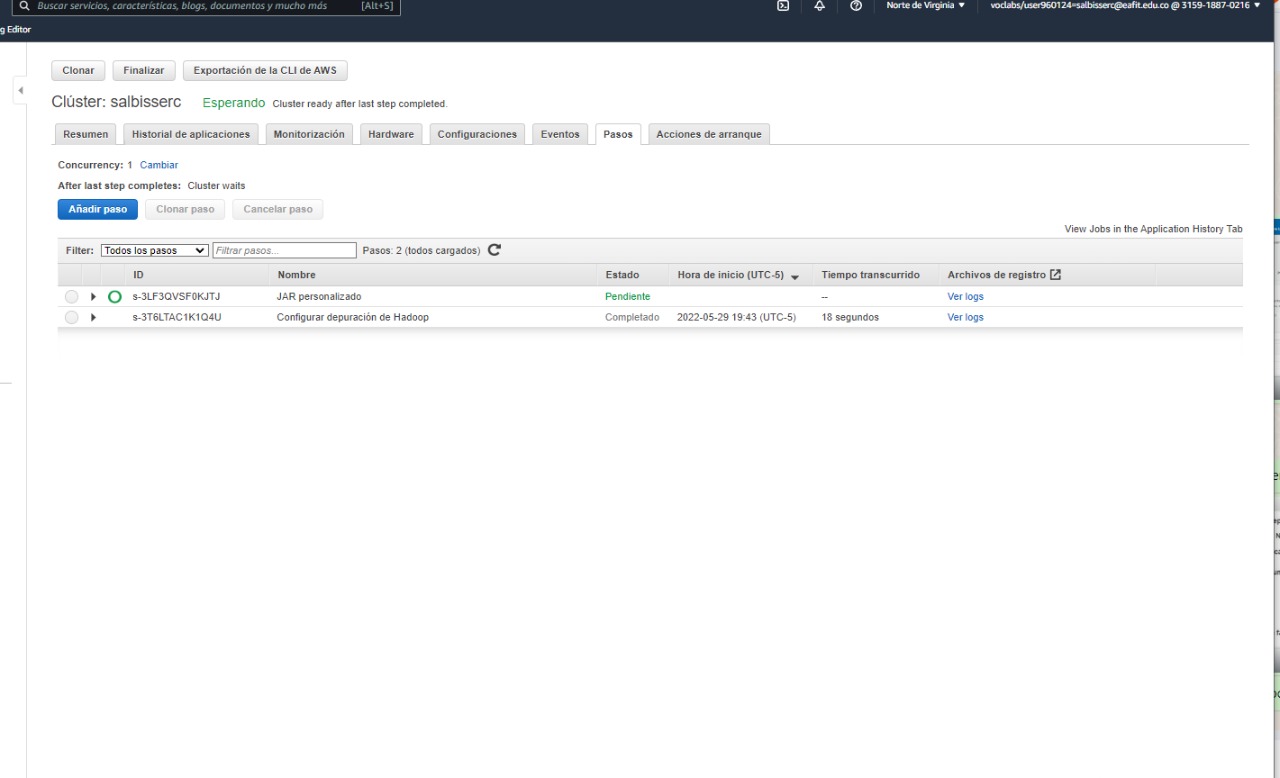 Buscar servicios, características, blogs, documentos y mucho más [Alt+S] Norte de Virginia ▼ voclabs/user960124=salbisserc@eafit.edu.co @ 3159-1887-0216 ▼
g Editor
Clonar Finalizar Exportación de la CLI de AWS
Clúster: salbisserc Esperando Cluster ready after last step completed.
Resumen Historial de aplicaciones Monitorización Hardware Configuraciones Eventos Pasos Acciones de arranque
Concurrency: 1 Cambiar
After last step completes: Cluster waits
Añadir paso Clonar paso Cancelar paso
View Jobs in the Application History Tab
Filter: Todos los pasos Filtrar pasos... Pasos: 2 (todos cargados)
ID Nombre Estado Hora de inicio (UTC-5) Tiempo transcurrido Archivos de registro
s-3LF3QVSF0KJTJ JAR personalizado Pendiente -- Ver logs
s-3T6LTAC1K1Q4U Configurar depuración de Hadoop Completado 2022-05-29 19:43 (UTC-5) 18 segundos Ver logs